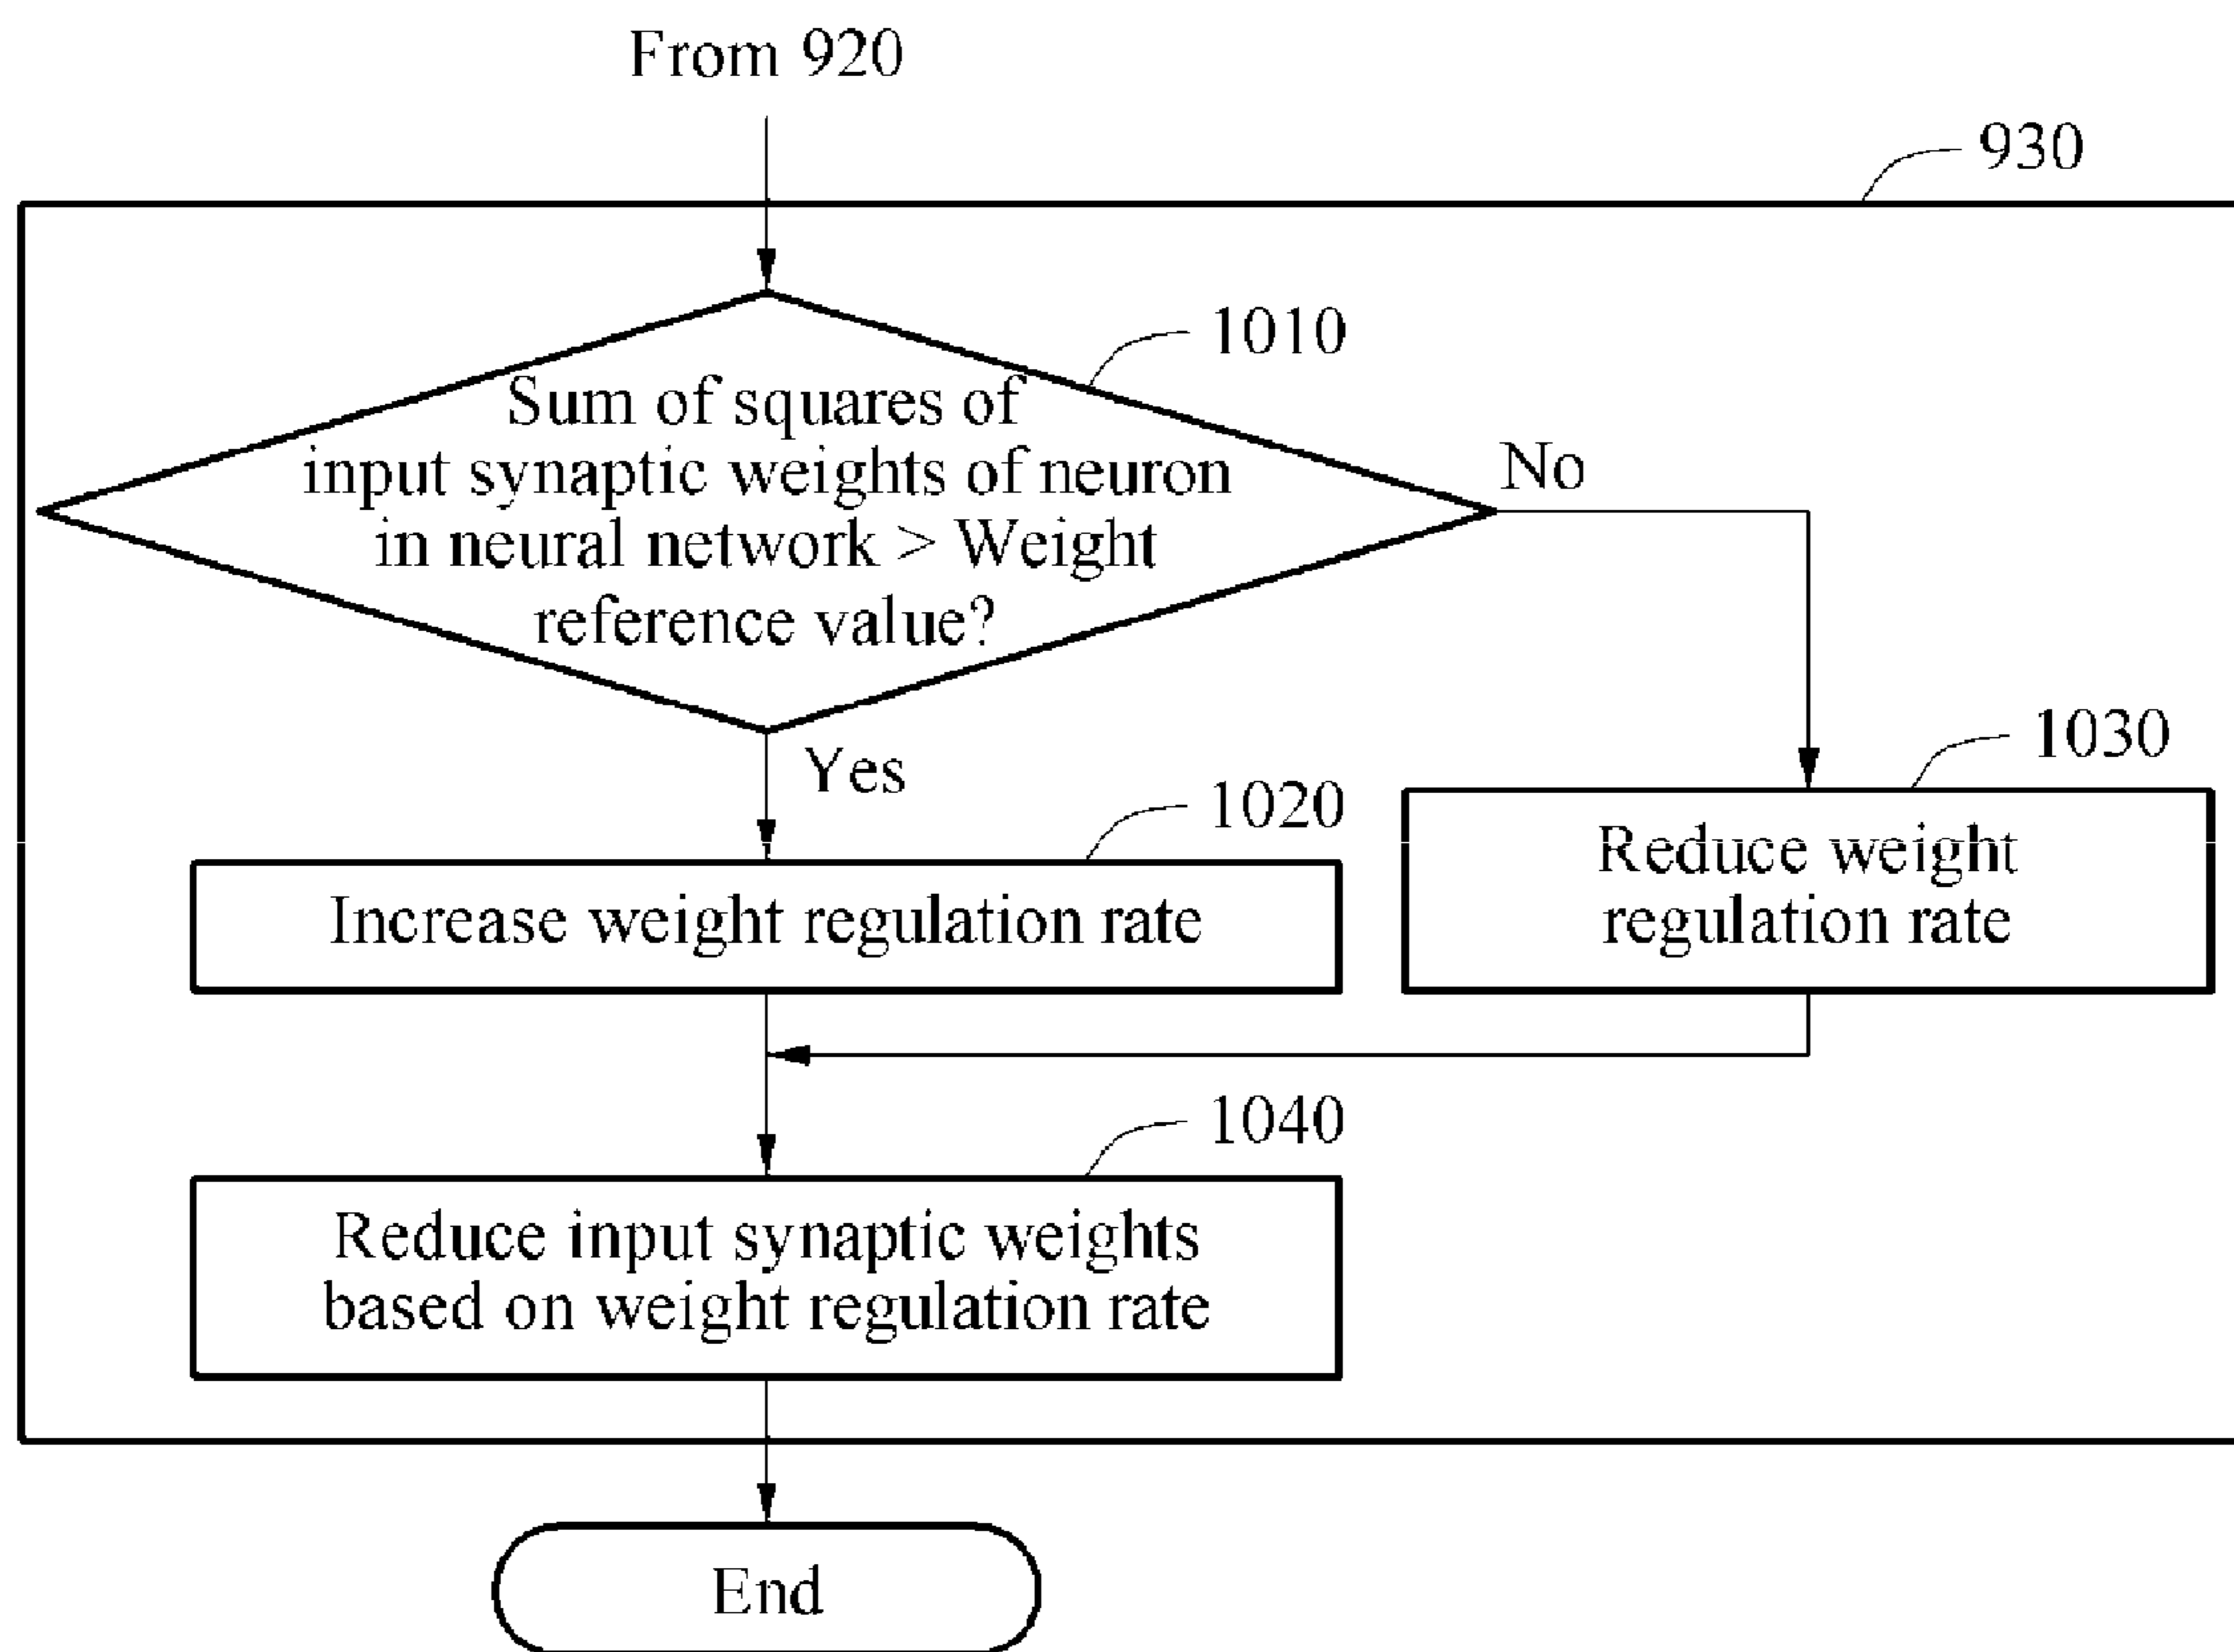 From 920
930
1010
Sum of squares of
input synaptic weights of neuron
in neural network > Weight
reference value?
No
Yes
1020
Increase weight regulation rate
1030
Reduce weight
regulation rate
1040
Reduce input synaptic weights
based on weight regulation rate
End